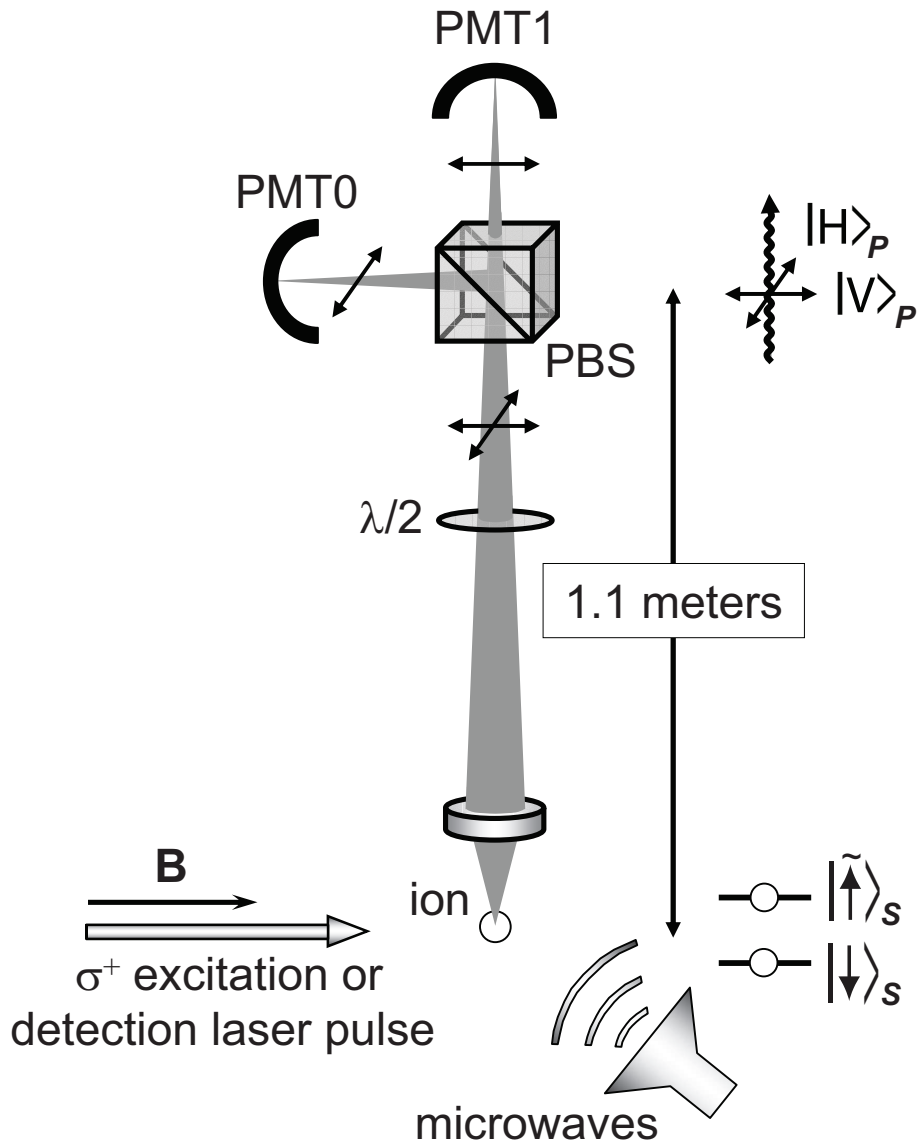 PMT1
PMT0
|H⟩P
|V⟩P
PBS
λ/2
1.1 meters
B
ion
|↑̃⟩S
|↓⟩S
σ+ excitation or
detection laser pulse
microwaves